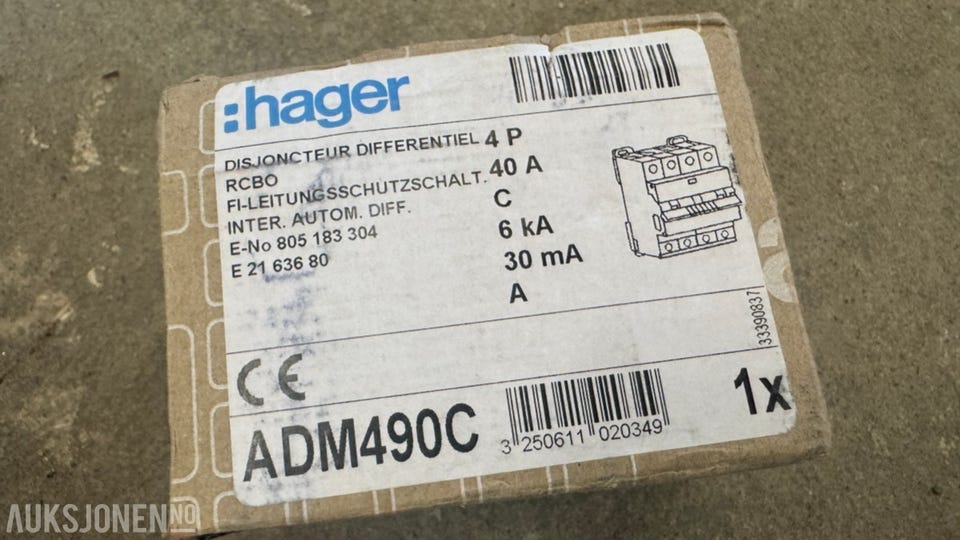 :hager
DISJONCTEUR DIFFERENTIEL 4 P
RCBO 40 A
FI-LEITUNGSSCHUTZSCHALT. C
INTER. AUTOM. DIFF. 6 kA
E-No 805 183 304 30 mA
E 21 636 80 A
33390837
CE
ADM490C
3 250611 020349
1x
AUKSJONEN.NO